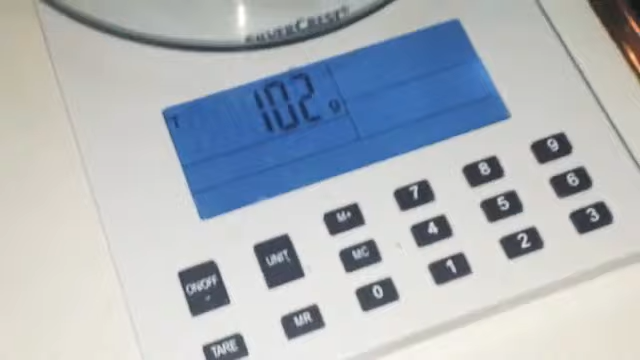 SILVERCREST®
T 102 g
M+ 7 8 9
ON/OFF UNIT MC 4 5 6
TARE MR 0 1 2 3